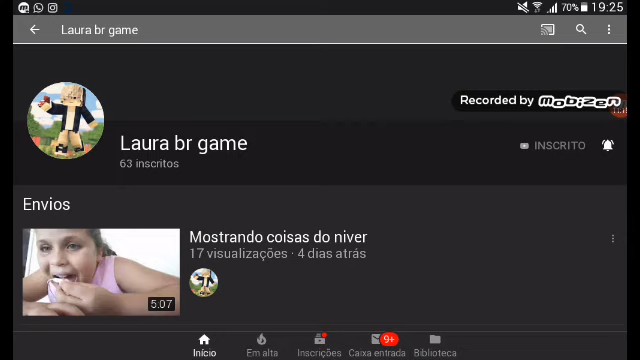 19:25
70%
Laura br game
Recorded by MOBIZEN
Laura br game
63 inscritos
INSCRITO
Envios
Mostrando coisas do niver
17 visualizações · 4 dias atrás
5:07
9+
Início
Em alta
Inscrições
Caixa entrada
Biblioteca